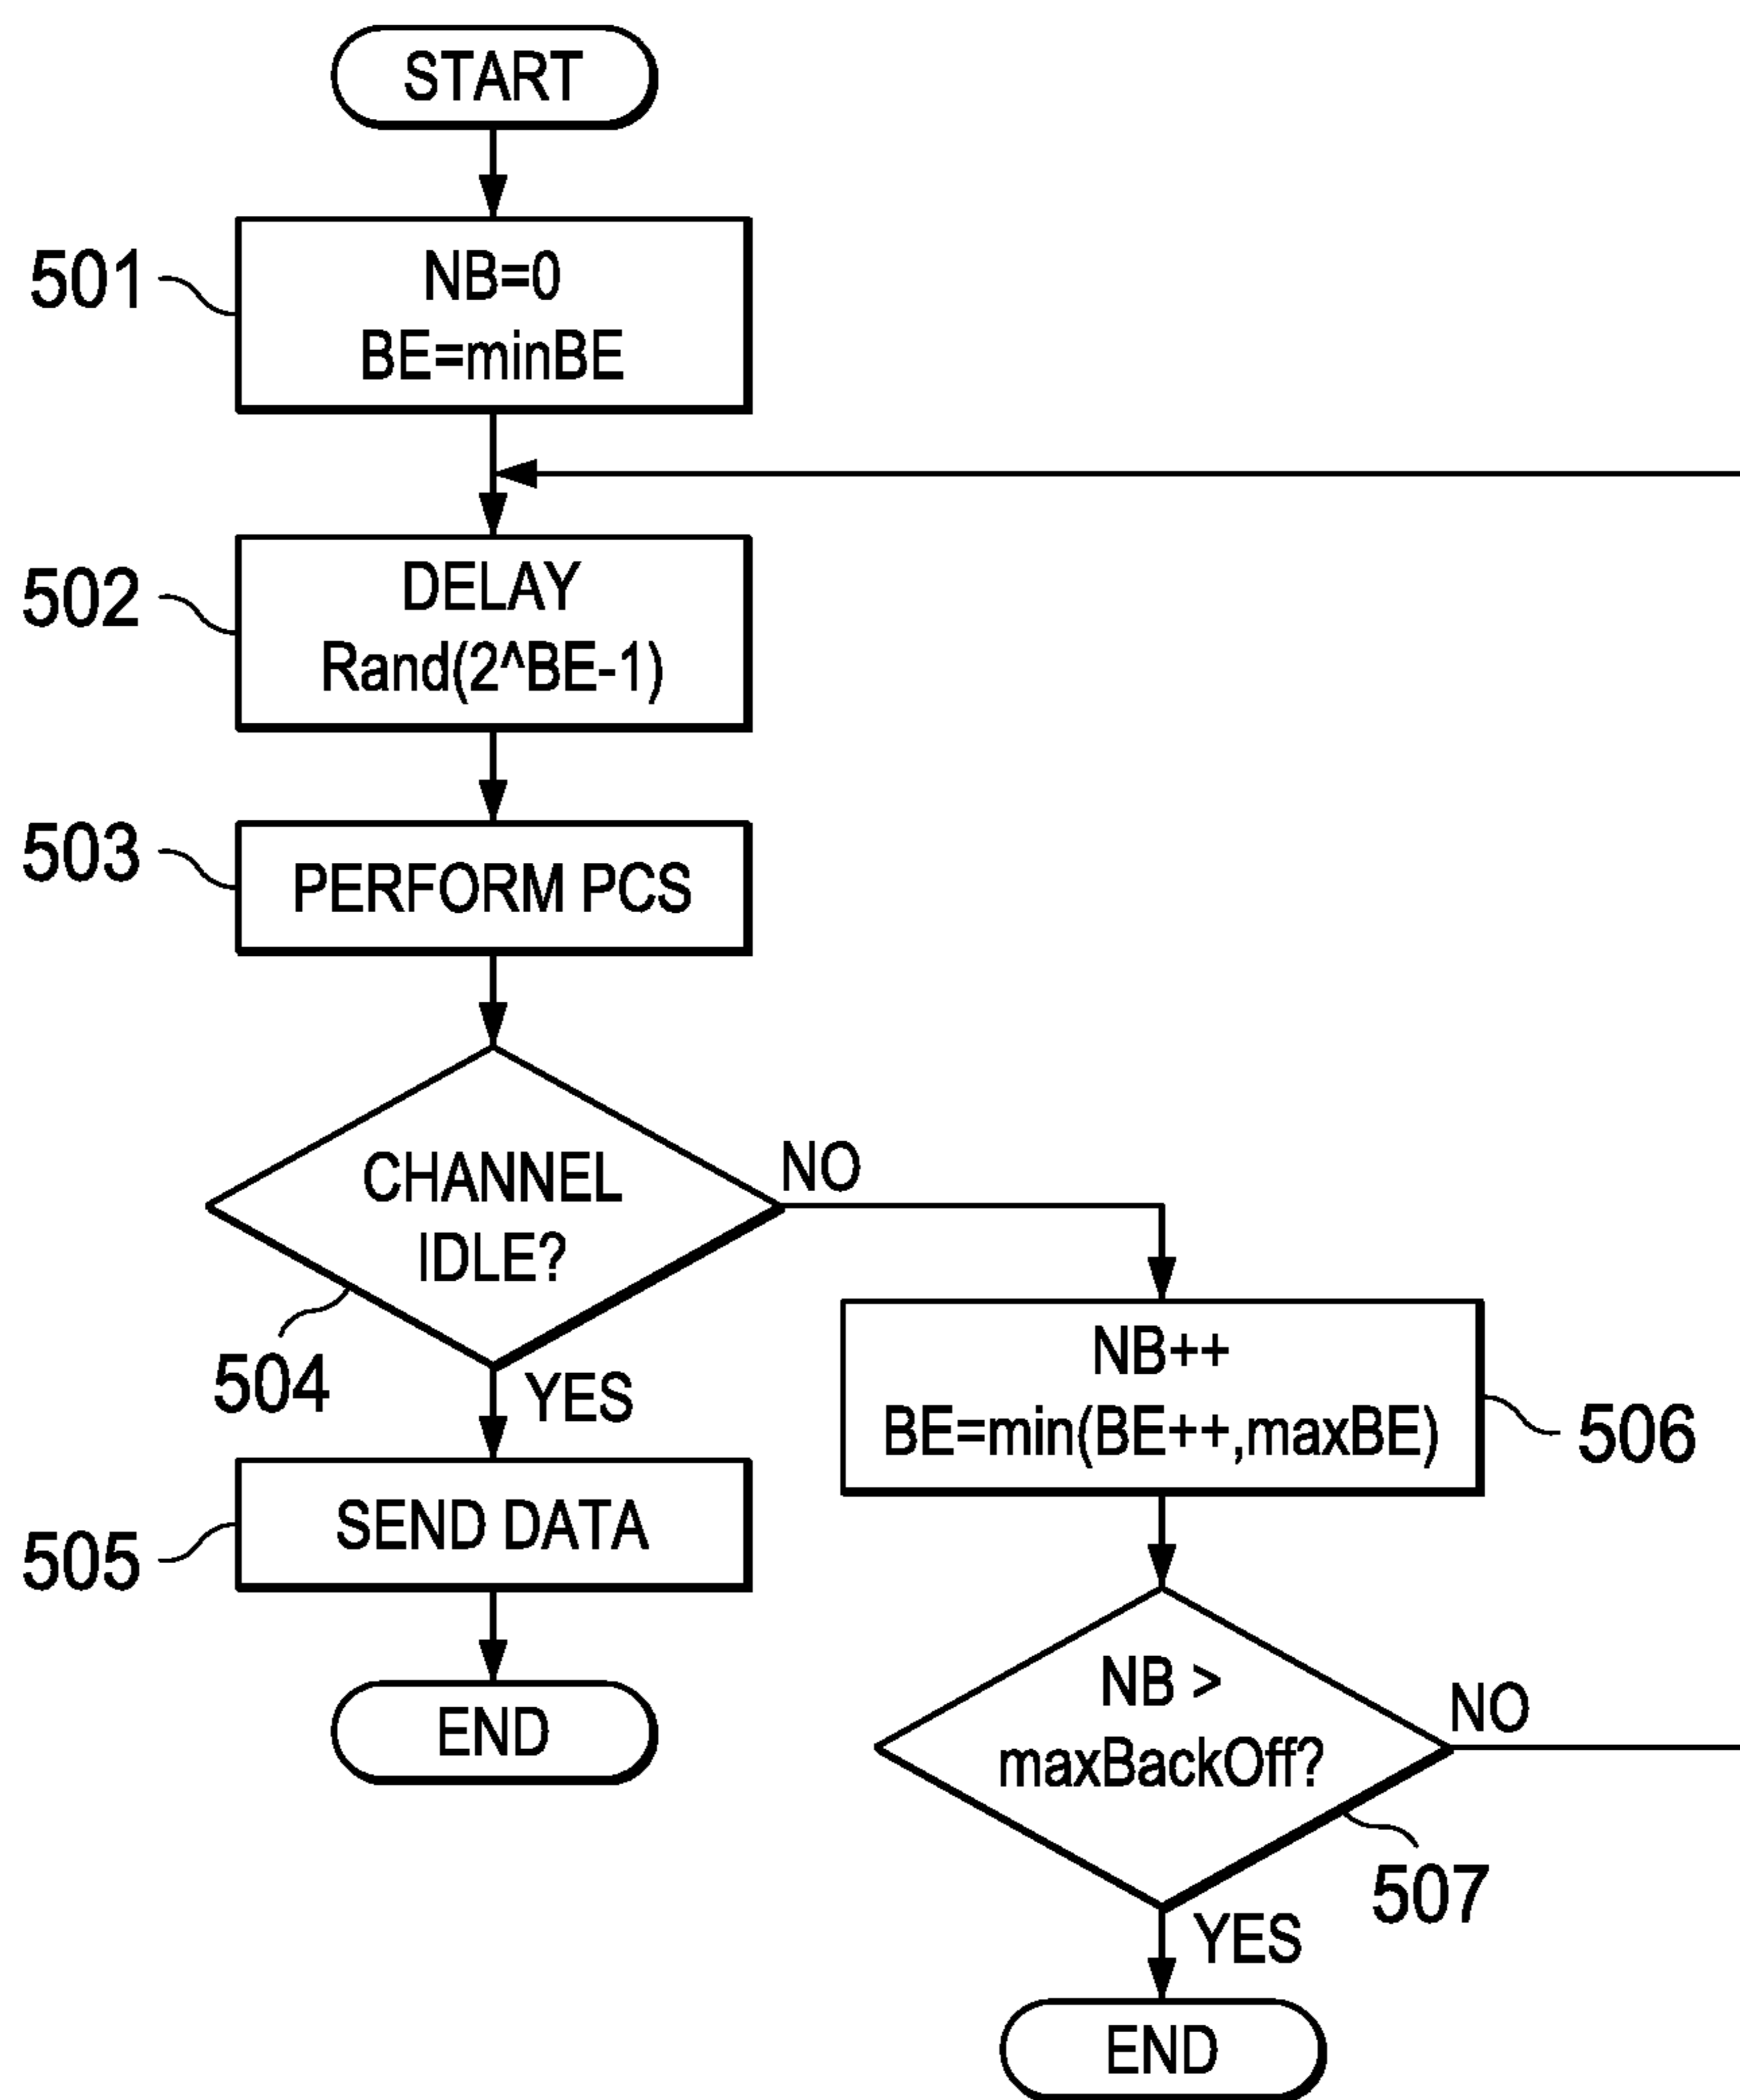 START
501
NB=0
BE=minBE
502
DELAY
Rand(2^BE-1)
503
PERFORM PCS
CHANNEL
IDLE?
NO
504
YES
NB++
BE=min(BE++,maxBE)
506
505
SEND DATA
END
NB >
maxBackOff?
NO
507
YES
END